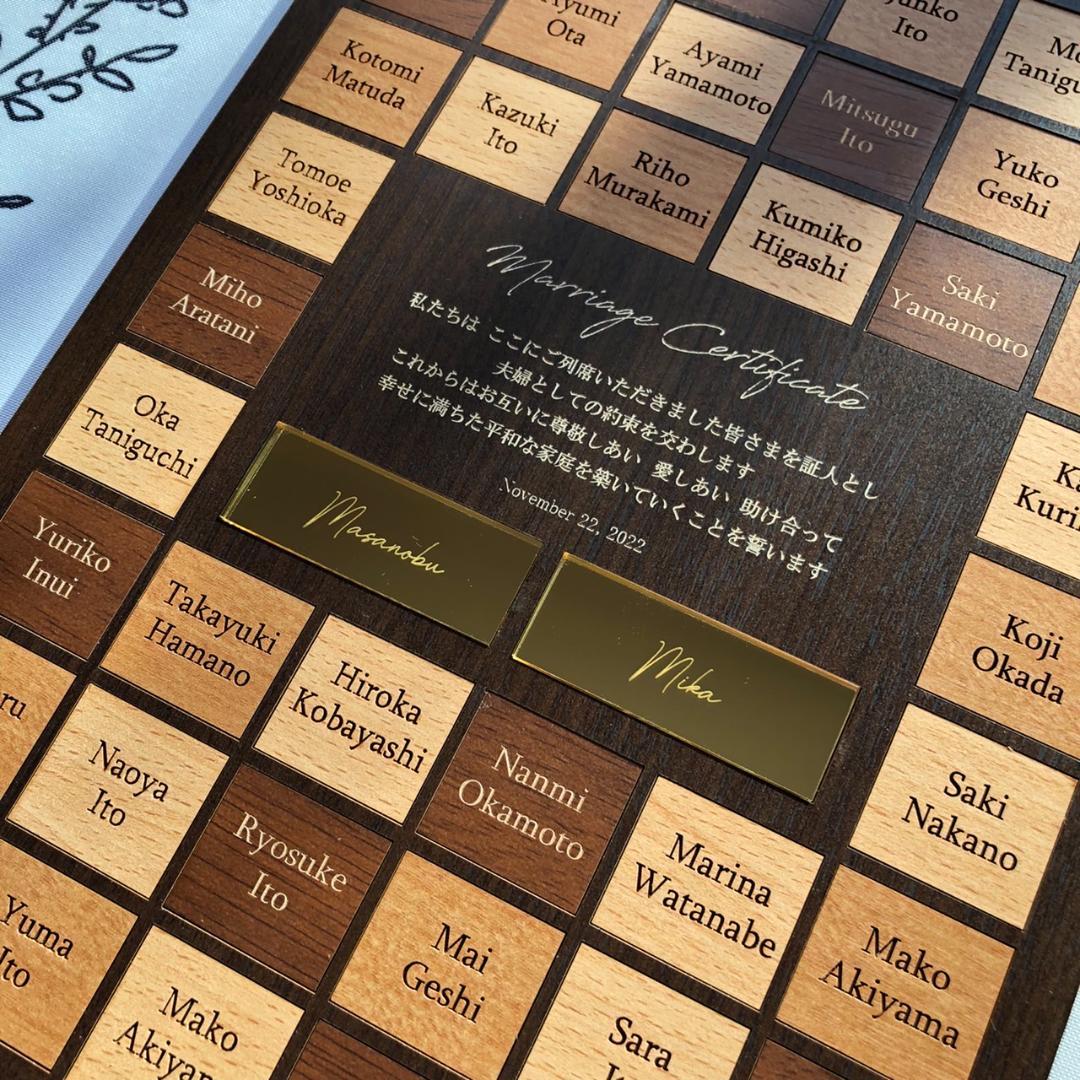 Ota
Ito
Kotomi
Matuda
Kazuki
Ito
Ayami
Yamamoto
Mitsugu
Ito
Yuko
Geshi
Tomoe
Yoshioka
Riho
Murakami
Kumiko
Higashi
Saki
Yamamoto
Miho
Aratani
Marriage Certificate
私たちは ここにご列席いただきました皆さまを証人とし
夫婦としての約束を交わします
これからはお互いに尊敬しあい 愛しあい 助け合って
幸せに満ちた平和な家庭を築いていくことを誓います
November 22, 2022
Masanobu
Mika
Oka
Taniguchi
Yuriko
Inui
Takayuki
Hamano
Hiroka
Kobayashi
Nanmi
Okamoto
Marina
Watanabe
Koji
Okada
Saki
Nakano
Mako
Akiyama
Naoya
Ito
Ryosuke
Ito
Mai
Geshi
Yuma
Ito
Mako
Sara